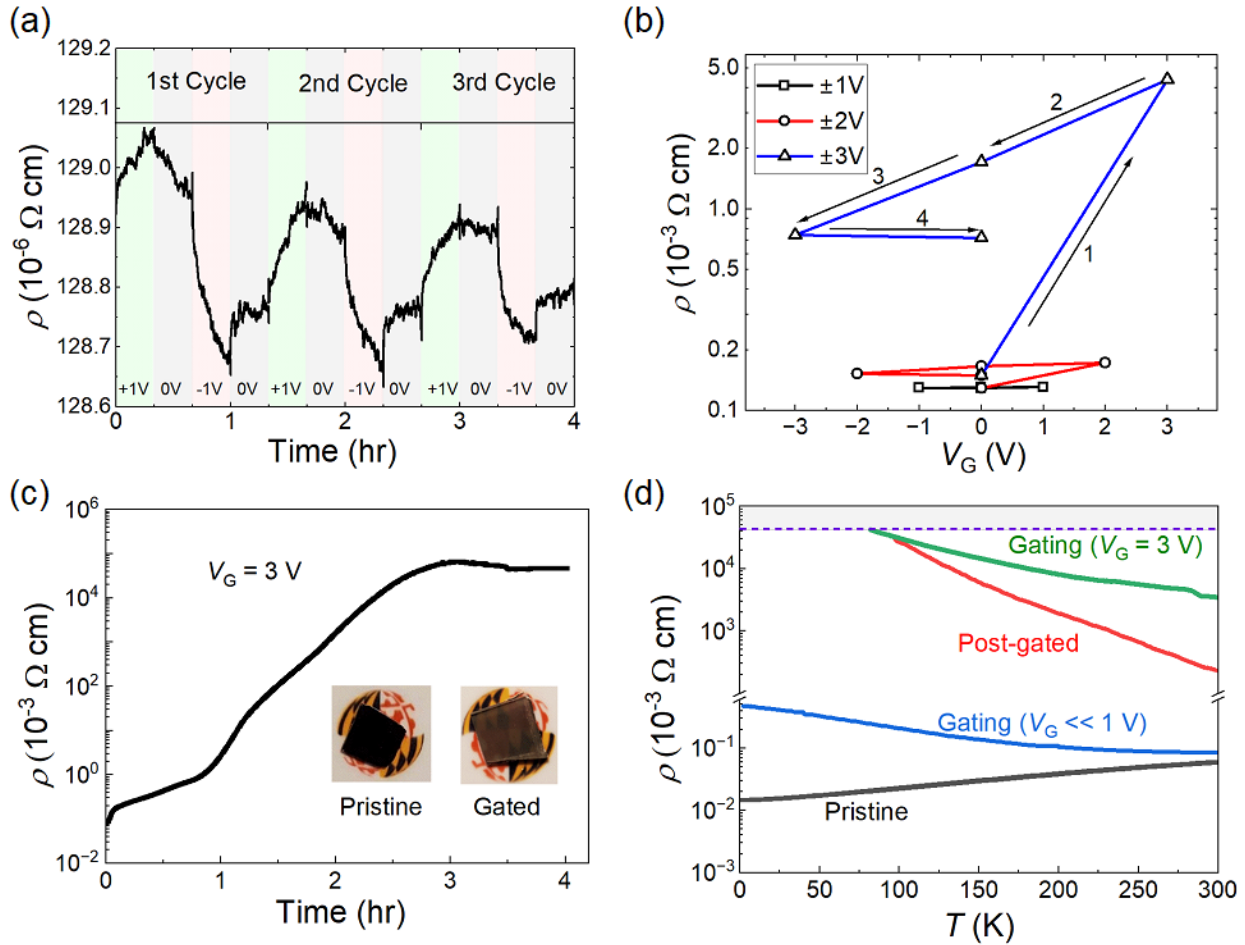 (a)
129.2
129.1
129.0
128.9
128.8
128.7
128.6
ρ (10⁻⁶ Ω cm)
1st Cycle 2nd Cycle 3rd Cycle
+1V 0V -1V 0V +1V 0V -1V 0V +1V 0V -1V 0V
0 1 2 3 4
Time (hr)
(b)
5.0
2.0
1.0
0.5
0.2
0.1
ρ (10⁻³ Ω cm)
±1V
±2V
±3V
2
3
4
1
−3 −2 −1 0 1 2 3
V_G (V)
(c)
10⁶
10⁴
10²
10⁰
10⁻²
ρ (10⁻³ Ω cm)
V_G = 3 V
Pristine Gated
0 1 2 3 4
Time (hr)
(d)
10⁵
10⁴
10³
10⁻¹
10⁻²
10⁻³
ρ (10⁻³ Ω cm)
Gating (V_G = 3 V)
Post-gated
Gating (V_G << 1 V)
Pristine
0 50 100 150 200 250 300
T (K)